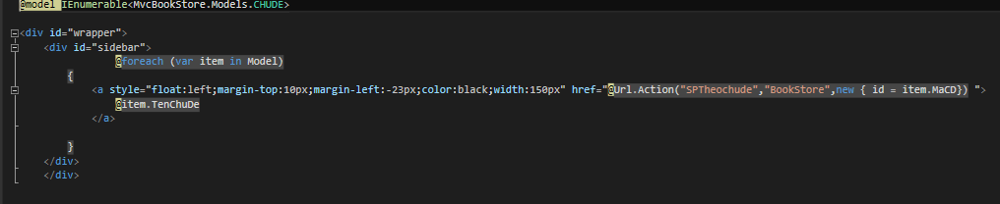 @model IEnumerable<MvcBookStore.Models.CHUDE>
<div id="wrapper">
<div id="sidebar">
@foreach (var item in Model)
{
<a style="float:left;margin-top:10px;margin-left:-23px;color:black;width:150px" href="@Url.Action("SPTheochude","BookStore",new { id = item.MaCD}) ">
@item.TenChuDe
</a>
}
</div>
</div>